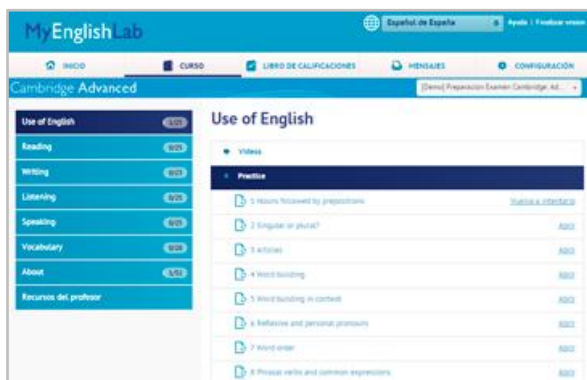 MyEnglishLab
Español de España
Ayuda | Finalizar sesión
INICIO
CURSO
LIBRO DE CALIFICACIONES
MENSAJES
CONFIGURACIÓN
Cambridge Advanced
[Demo] Preparación Examen Cambridge, Ad...
Use of English
Reading
Writing
Listening
Speaking
Vocabulary
About
Recursos del profesor
Use of English
Videos
Practice
1 Nouns followed by prepositions
Vuelva a intentarlo
2 Singular or plural?
Abrir
3 Articles
Abrir
4 Word building
Abrir
5 Word building in context
Abrir
6 Reflexive and personal pronouns
Abrir
7 Word order
Abrir
8 Phrasal verbs and common expressions
Abrir